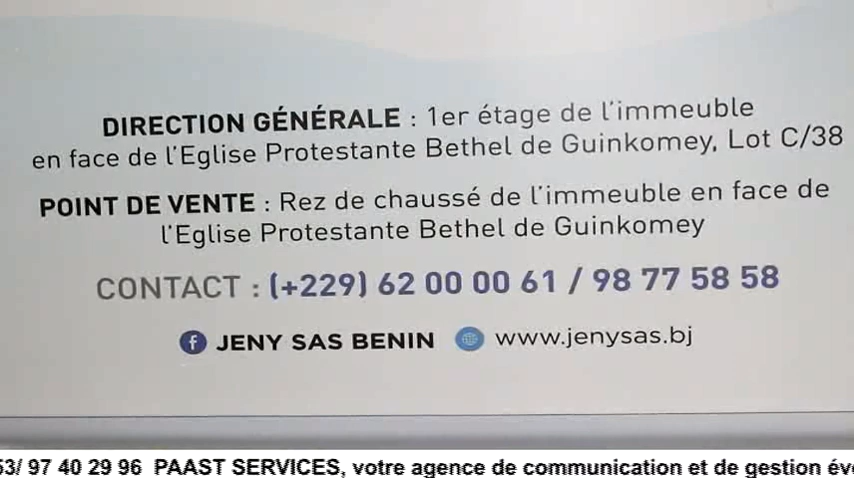 DIRECTION GÉNÉRALE : 1er étage de l'immeuble
en face de l'Eglise Protestante Bethel de Guinkomey, Lot C/38
POINT DE VENTE : Rez de chaussé de l'immeuble en face de
l'Eglise Protestante Bethel de Guinkomey
CONTACT : (+229) 62 00 00 61 / 98 77 58 58
f JENY SAS BENIN www.jenysas.bj
53/ 97 40 29 96 PAAST SERVICES, votre agence de communication et de gestion